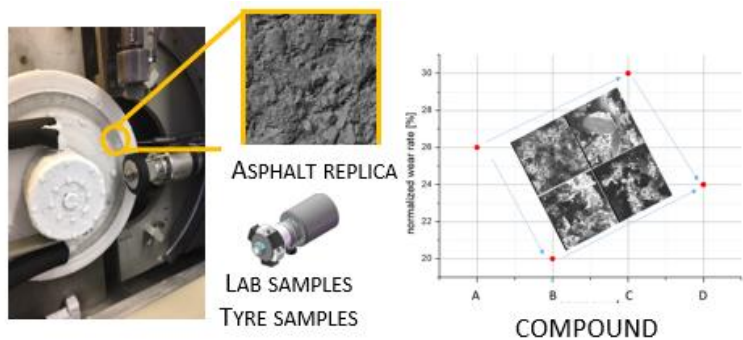 ASPHALT REPLICA
LAB SAMPLES
TYRE SAMPLES
normalized wear rate [%]
30
28
26
24
22
20
A B C D
COMPOUND